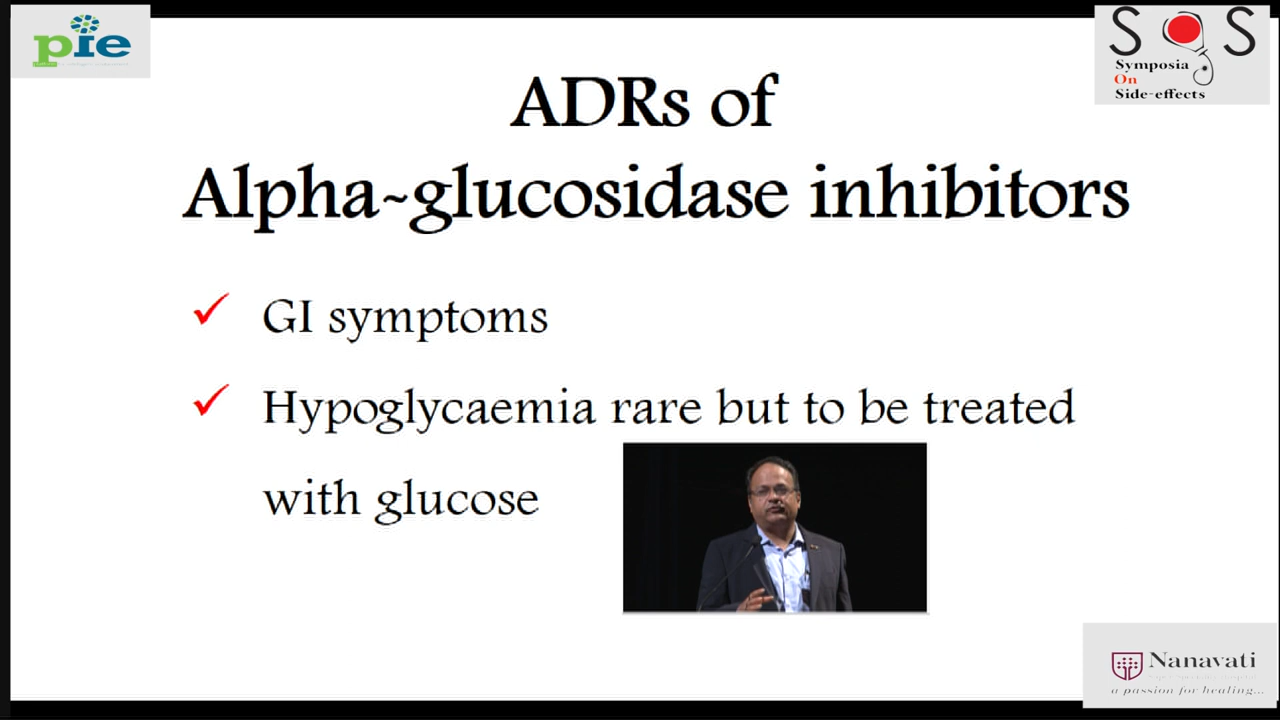 pie
SOS
Symposia
On
Side-effects
ADRs of
Alpha-glucosidase inhibitors
GI symptoms
Hypoglycaemia rare but to be treated
with glucose
Nanavati
a passion for healing...